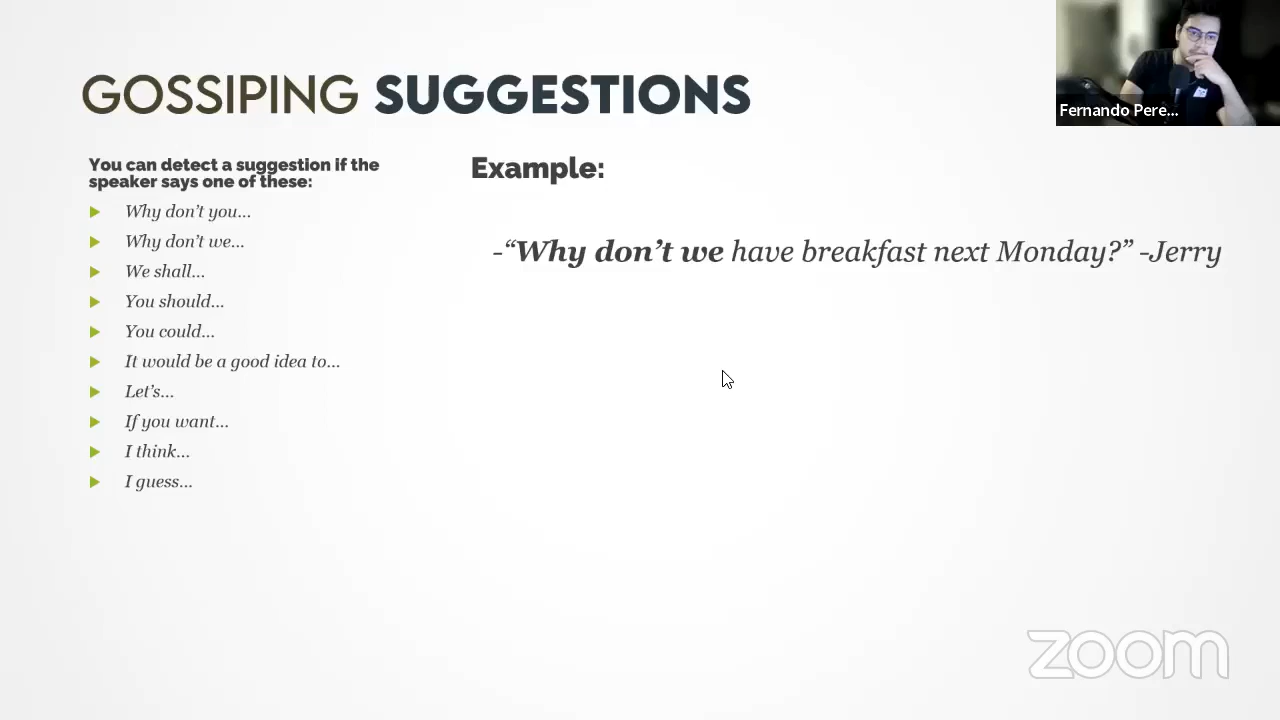 GOSSIPING SUGGESTIONS
You can detect a suggestion if the
speaker says one of these:
Why don't you...
Why don't we...
We shall...
You should...
You could...
It would be a good idea to...
Let's...
If you want...
I think...
I guess...
Example:
-“Why don't we have breakfast next Monday?” -Jerry
Fernando Pere...
zoom